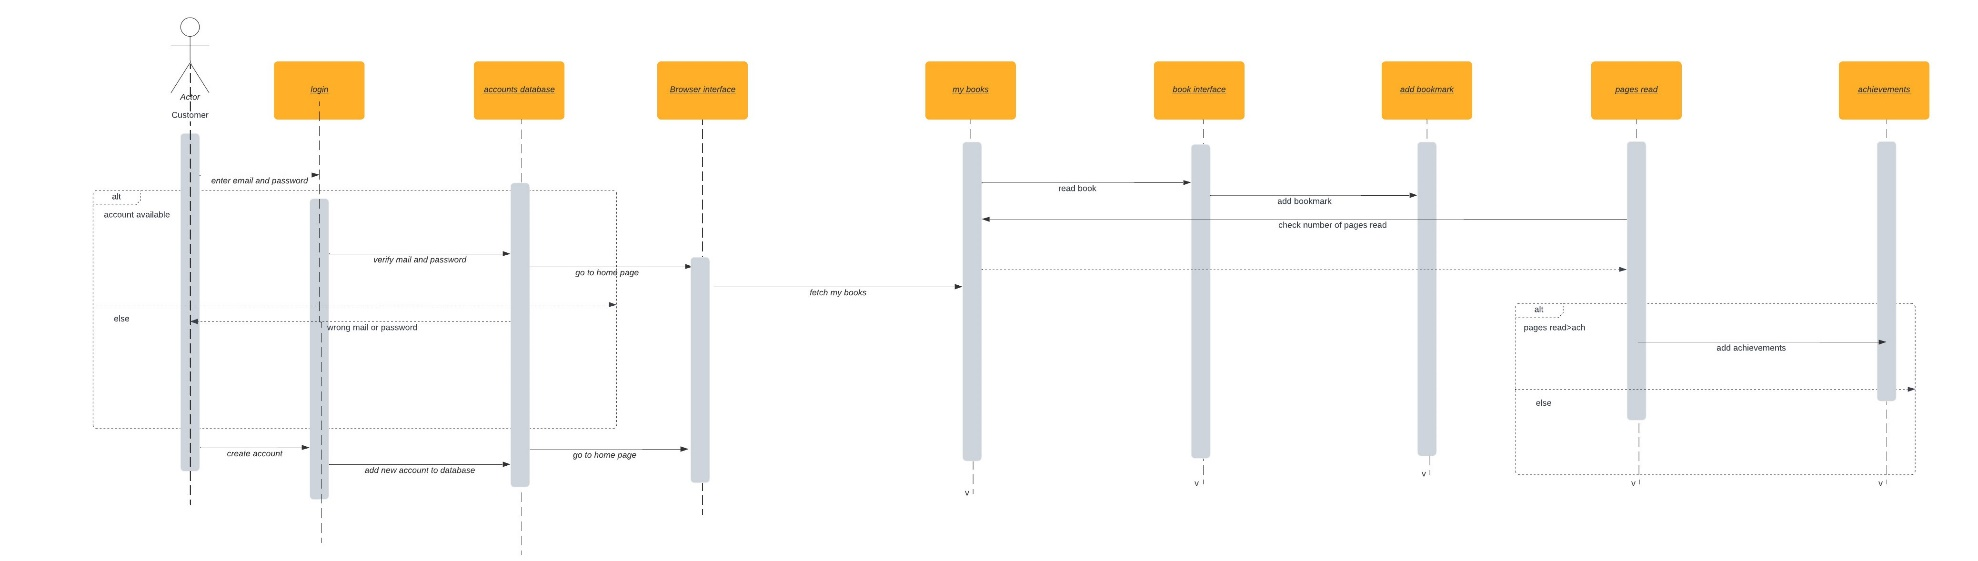 Actor
Customer
login
accounts database
Browser interface
my books
book interface
add bookmark
pages read
achievements
enter email and password
read book
alt
add bookmark
account available
check number of pages read
verify mail and password
go to home page
fetch my books
alt
else
wrong mail or password
pages read>ach
add achievements
else
create account
go to home page
add new account to database
v
v
v
v
v